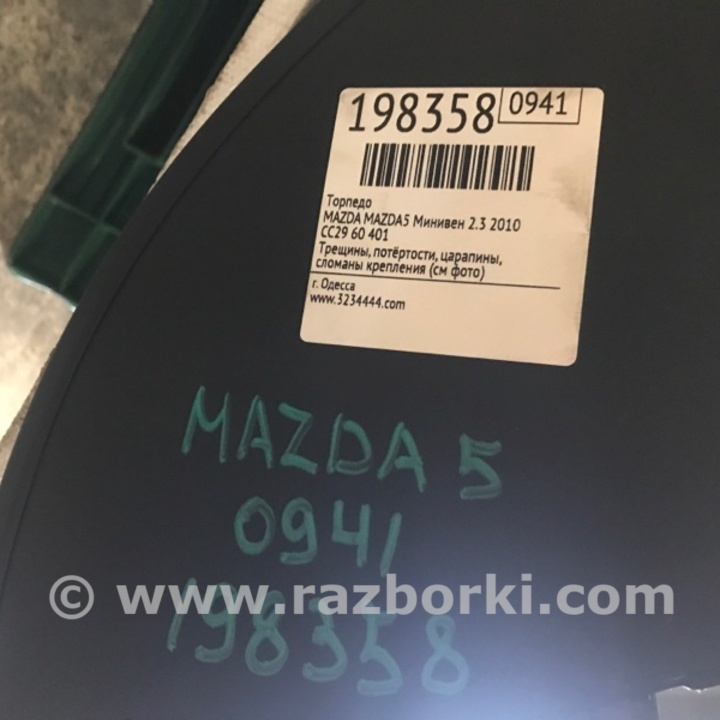 198358 0941
Торпедо
MAZDA MAZDA5 Минивен 2.3 2010
CC29 60 401
Трещины, потёртости, царапины,
сломаны крепления (см фото)
г. Одесса
www.3234444.com
MAZDA 5
0941
© www.razborki.com
198358